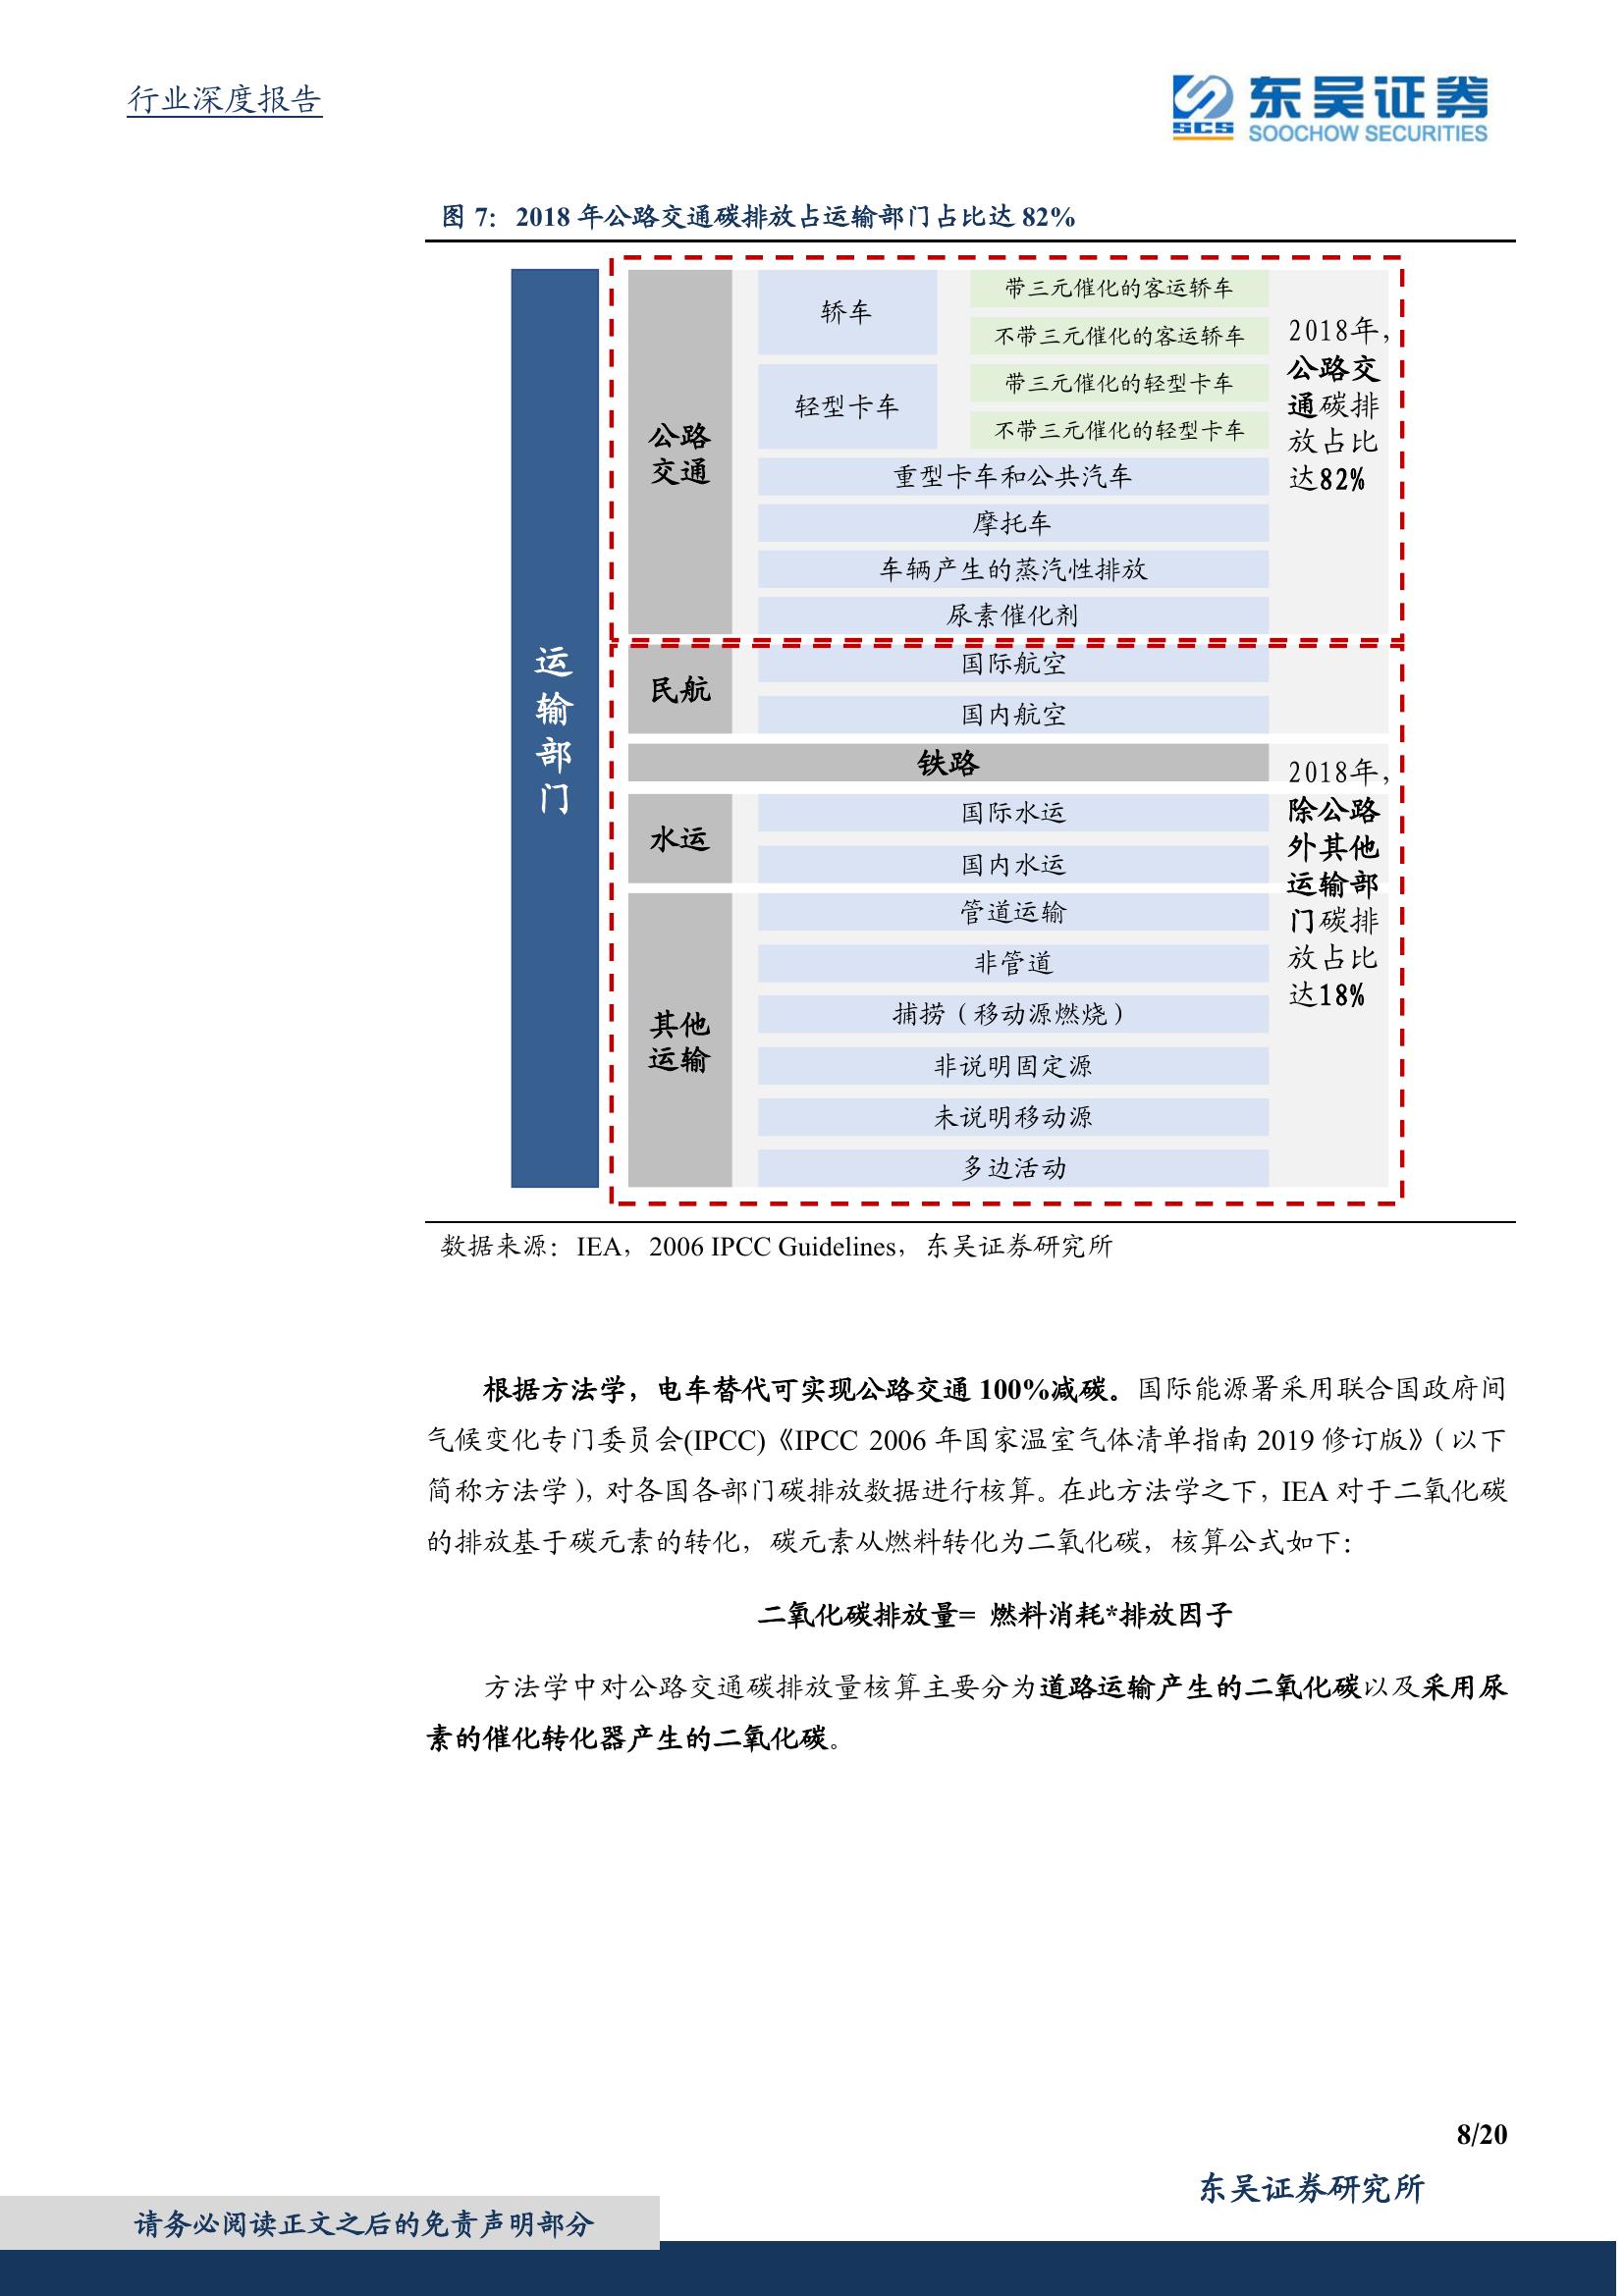 行业深度报告
东吴证券
SCS
SOOCHOW SECURITIES
图 7： 2018 年公路交通碳排放占运输部门占比达 82%
运
输
部
门
公路
交通
轿车
带三元催化的客运轿车
不带三元催化的客运轿车
轻型卡车
带三元催化的轻型卡车
不带三元催化的轻型卡车
重型卡车和公共汽车
摩托车
车辆产生的蒸汽性排放
尿素催化剂
2018年，
公路交
通碳排
放占比
达82%
民航
国际航空
国内航空
铁路
水运
国际水运
国内水运
其他
运输
管道运输
非管道
捕捞（移动源燃烧）
非说明固定源
未说明移动源
多边活动
2018年，
除公路
外其他
运输部
门碳排
放占比
达18%
数据来源：IEA，2006 IPCC Guidelines，东吴证券研究所
根据方法学，电车替代可实现公路交通 100%减碳。国际能源署采用联合国政府间
气候变化专门委员会(IPCC)《IPCC 2006 年国家温室气体清单指南 2019 修订版》（以下
简称方法学），对各国各部门碳排放数据进行核算。在此方法学之下，IEA 对于二氧化碳
的排放基于碳元素的转化，碳元素从燃料转化为二氧化碳，核算公式如下：
二氧化碳排放量= 燃料消耗*排放因子
方法学中对公路交通碳排放量核算主要分为道路运输产生的二氧化碳以及采用尿
素的催化转化器产生的二氧化碳。
8/20
东吴证券研究所
请务必阅读正文之后的免责声明部分